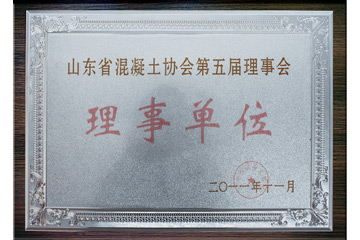 山东省混凝土协会第五届理事会
理事单位
二〇一一年十一月